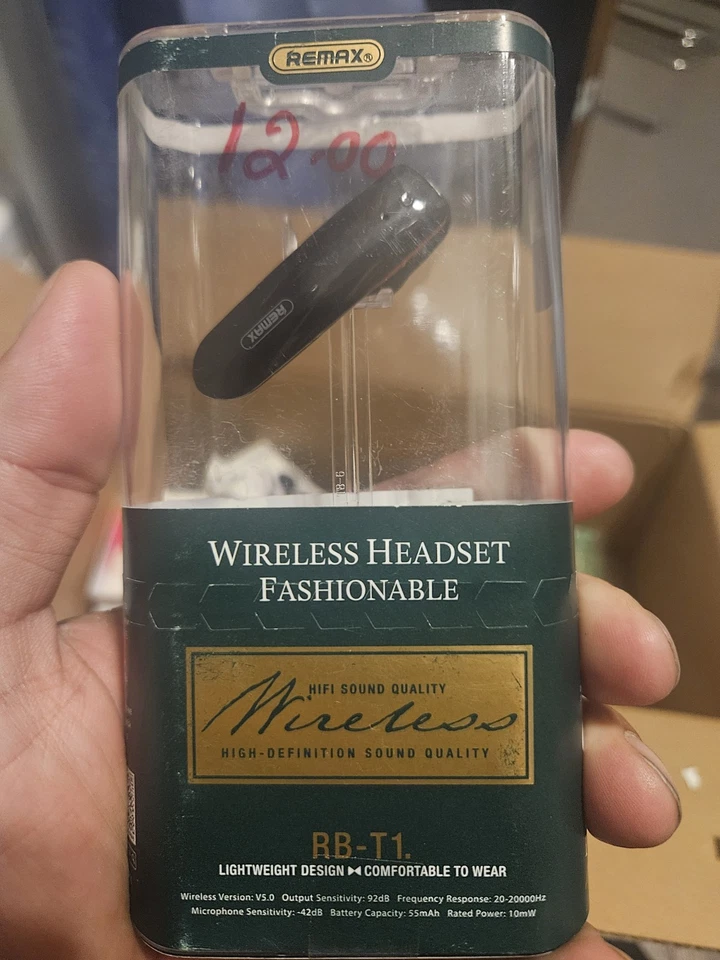 REMAX®
12.00
REMAX
WIRELESS HEADSET
FASHIONABLE
HIFI SOUND QUALITY
Wireless
HIGH-DEFINITION SOUND QUALITY
RB-T1.
LIGHTWEIGHT DESIGN COMFORTABLE TO WEAR
Wireless Version: V5.0 Output Sensitivity: 92dB Frequency Response: 20-20000Hz
Microphone Sensitivity: -42dB Battery Capacity: 55mAh Rated Power: 10mW